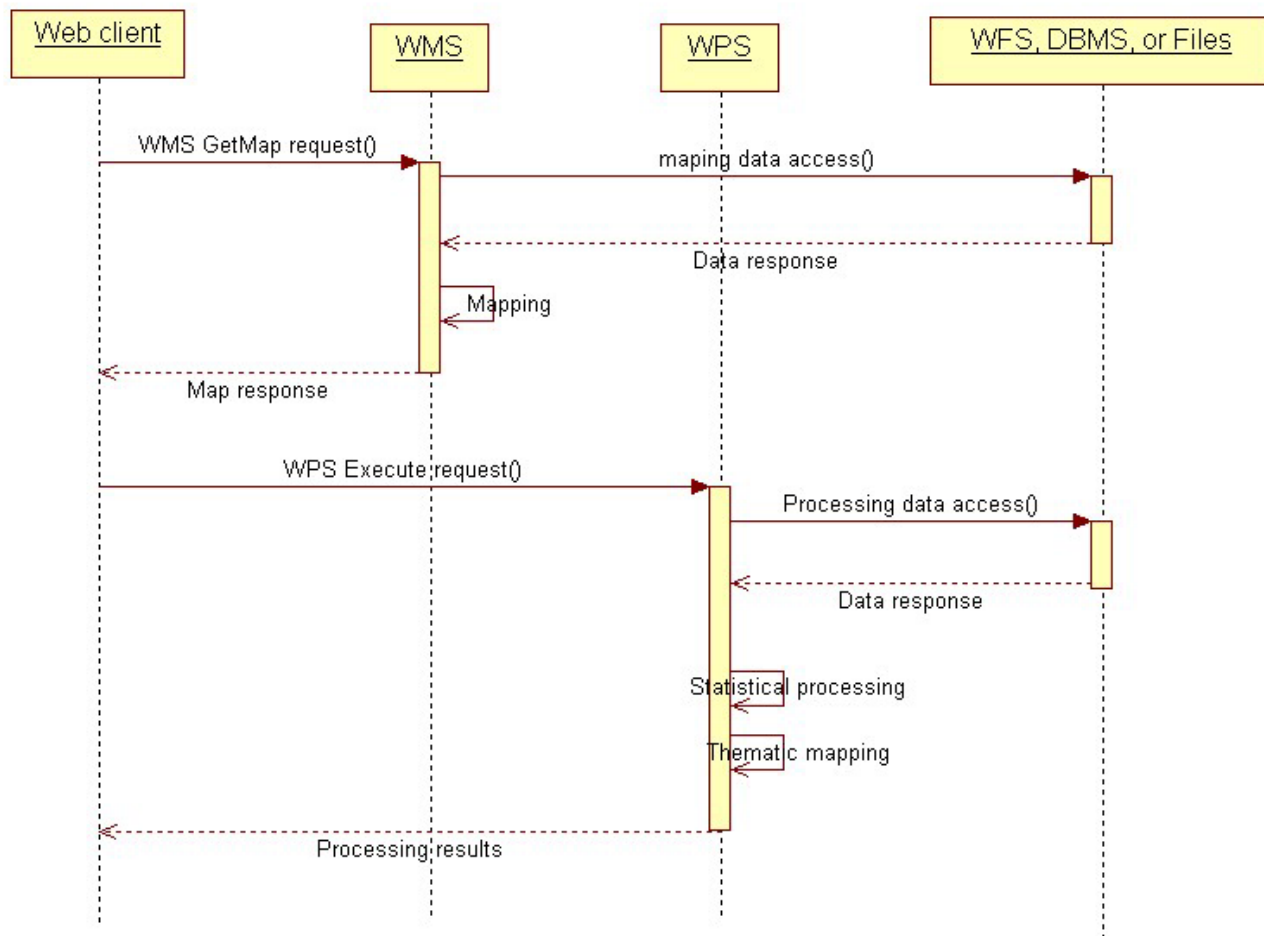 Web client
WMS
WPS
WFS, DBMS, or Files
WMS GetMap request()
maping data access()
Data response
Mapping
Map response
WPS Execute request()
Processing data access()
Data response
Statistical processing
Thematic mapping
Processing results